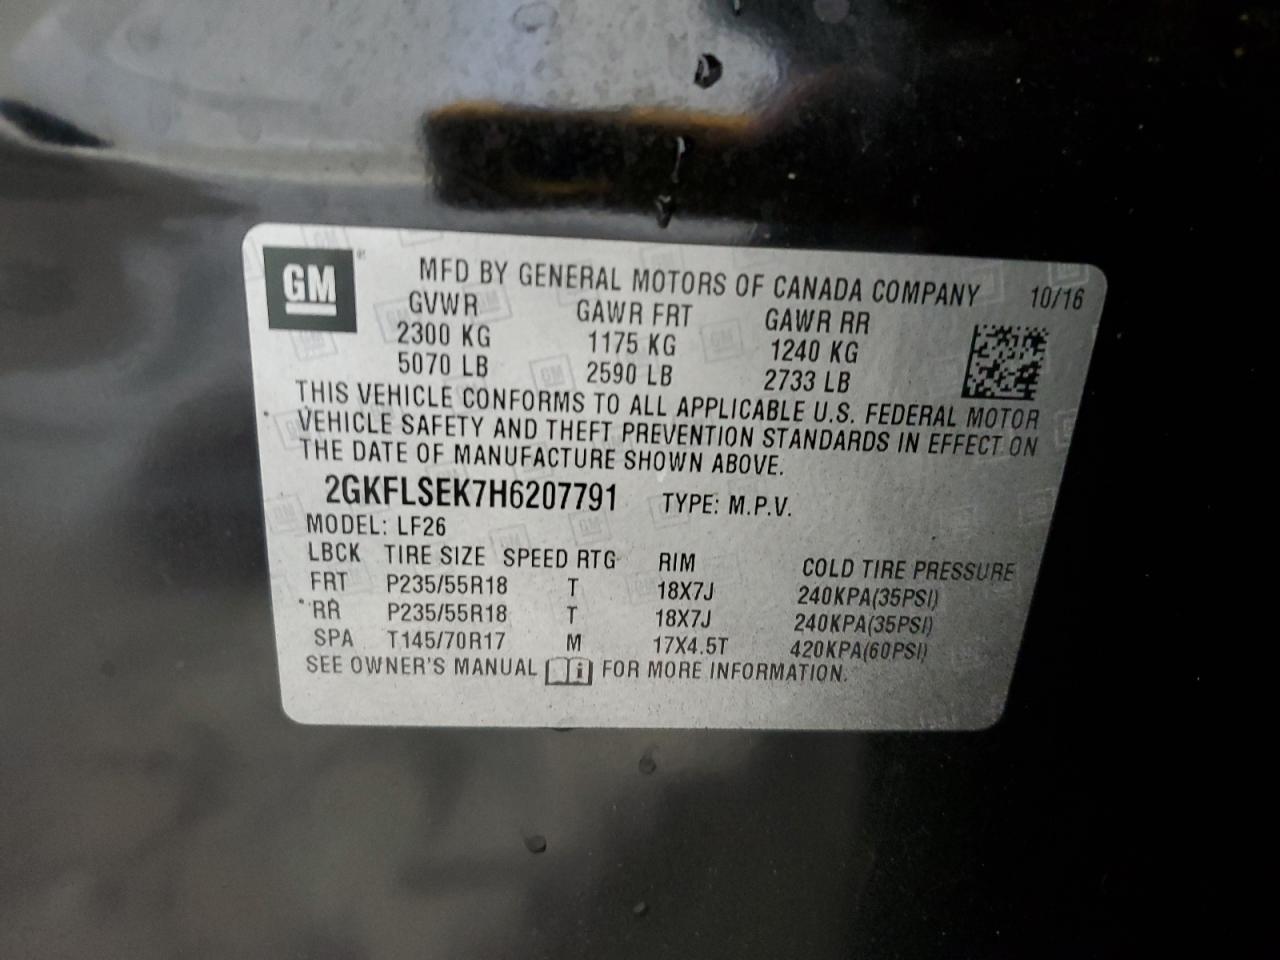 GM
MFD BY GENERAL MOTORS OF CANADA COMPANY 10/16
GVWR GAWR FRT GAWR RR
2300 KG 1175 KG 1240 KG
5070 LB 2590 LB 2733 LB
THIS VEHICLE CONFORMS TO ALL APPLICABLE U.S. FEDERAL MOTOR
VEHICLE SAFETY AND THEFT PREVENTION STANDARDS IN EFFECT ON
THE DATE OF MANUFACTURE SHOWN ABOVE.
2GKFLSEK7H6207791 TYPE: M.P.V.
MODEL: LF26
LBCK TIRE SIZE SPEED RTG RIM COLD TIRE PRESSURE
FRT P235/55R18 T 18X7J 240KPA(35PSI)
RR P235/55R18 T 18X7J 240KPA(35PSI)
SPA T145/70R17 M 17X4.5T 420KPA(60PSI)
SEE OWNER'S MANUAL i FOR MORE INFORMATION.